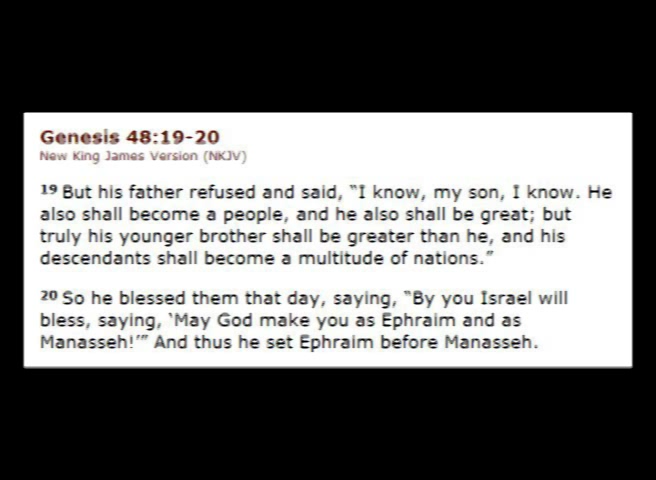 Genesis 48:19-20
New King James Version (NKJV)
19 But his father refused and said, “I know, my son, I know. He
also shall become a people, and he also shall be great; but
truly his younger brother shall be greater than he, and his
descendants shall become a multitude of nations.”
20 So he blessed them that day, saying, “By you Israel will
bless, saying, ‘May God make you as Ephraim and as
Manasseh!’” And thus he set Ephraim before Manasseh.